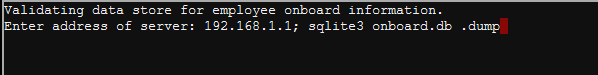 Validating data store for employee onboard information.
Enter address of server: 192.168.1.1; sqlite3 onboard.db .dump